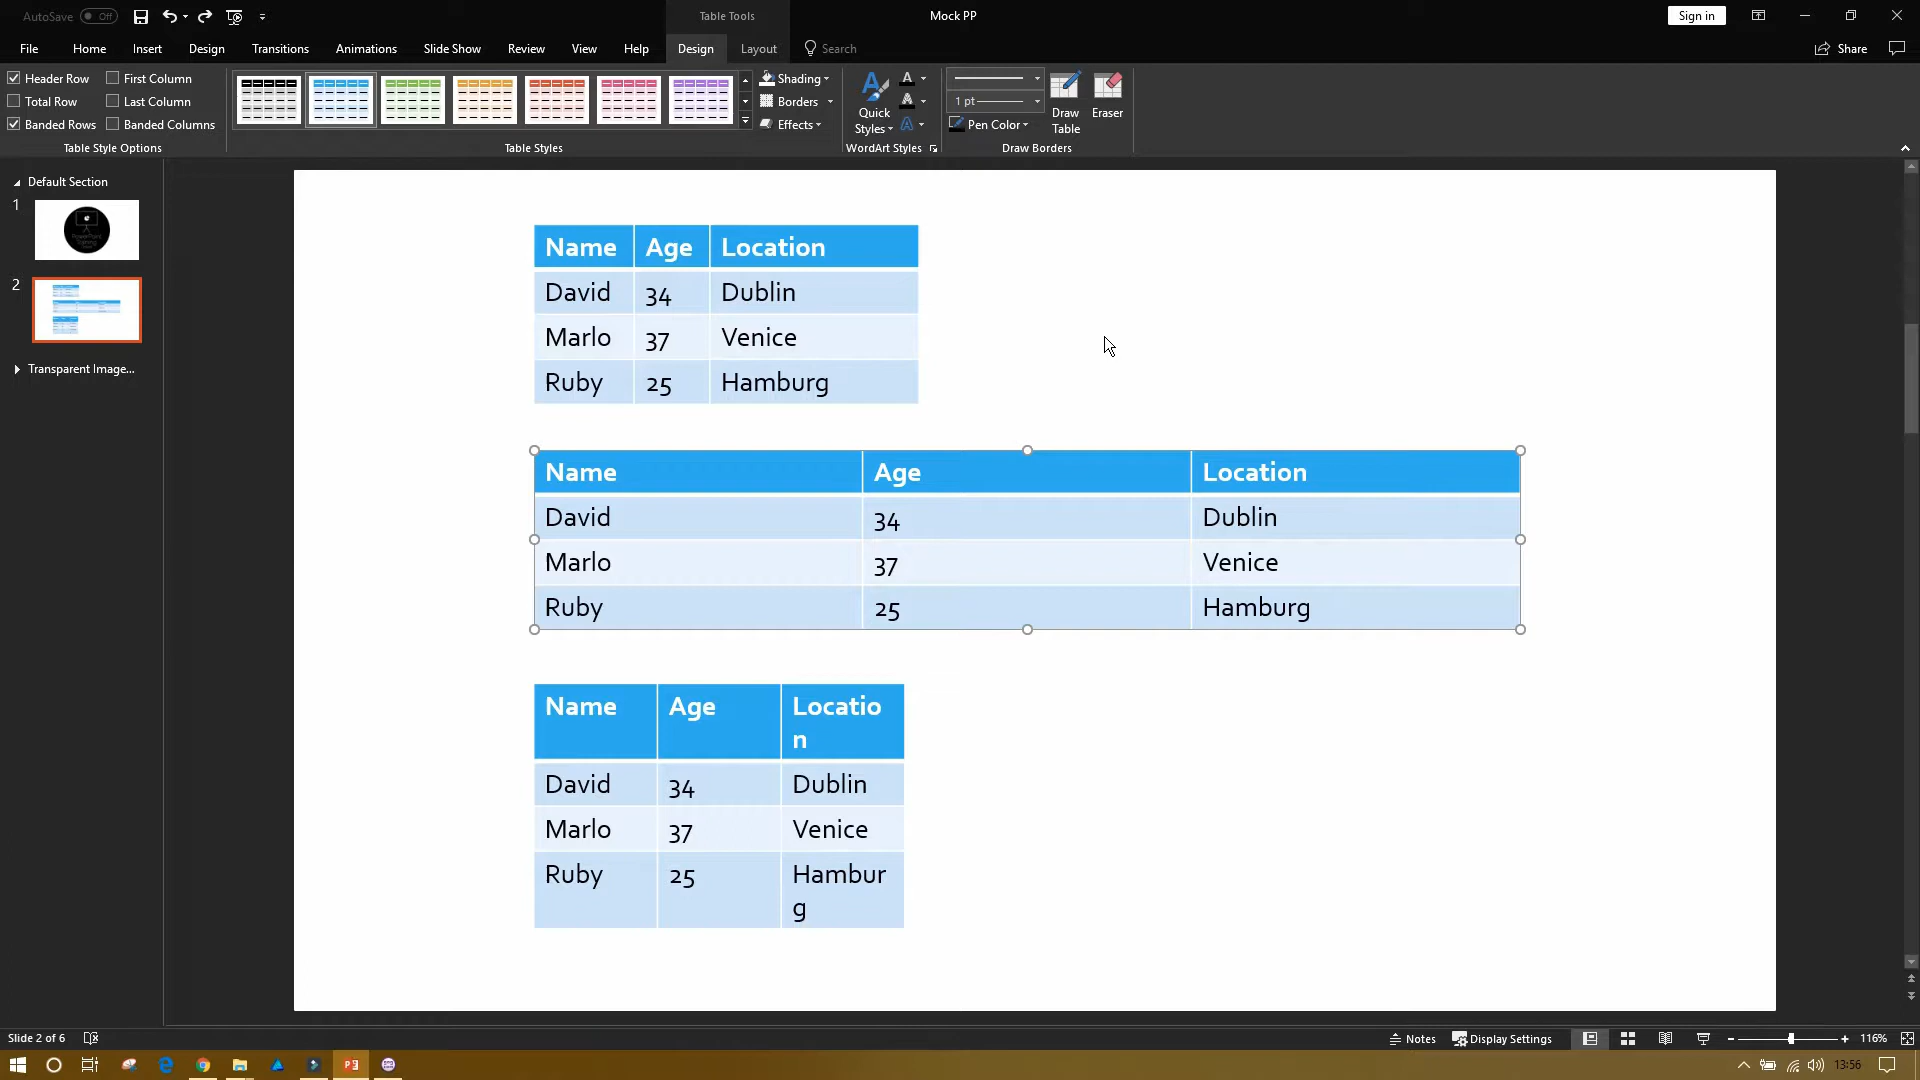 AutoSave Off
Table Tools
Mock PP
Sign in
File Home Insert Design Transitions Animations Slide Show Review View Help Design Layout Search Share
Header Row First Column
Total Row Last Column
Banded Rows Banded Columns
Table Style Options
Table Styles
Shading
Borders
Effects
Quick
Styles
WordArt Styles
1 pt
Pen Color
Draw
Table
Eraser
Draw Borders
Default Section
1
2
Transparent Image...
Name Age Location
David 34 Dublin
Marlo 37 Venice
Ruby 25 Hamburg
Name Age Location
David 34 Dublin
Marlo 37 Venice
Ruby 25 Hamburg
Name Age Locatio
n
David 34 Dublin
Marlo 37 Venice
Ruby 25 Hambur
g
Slide 2 of 6
Notes Display Settings 116%
13:56